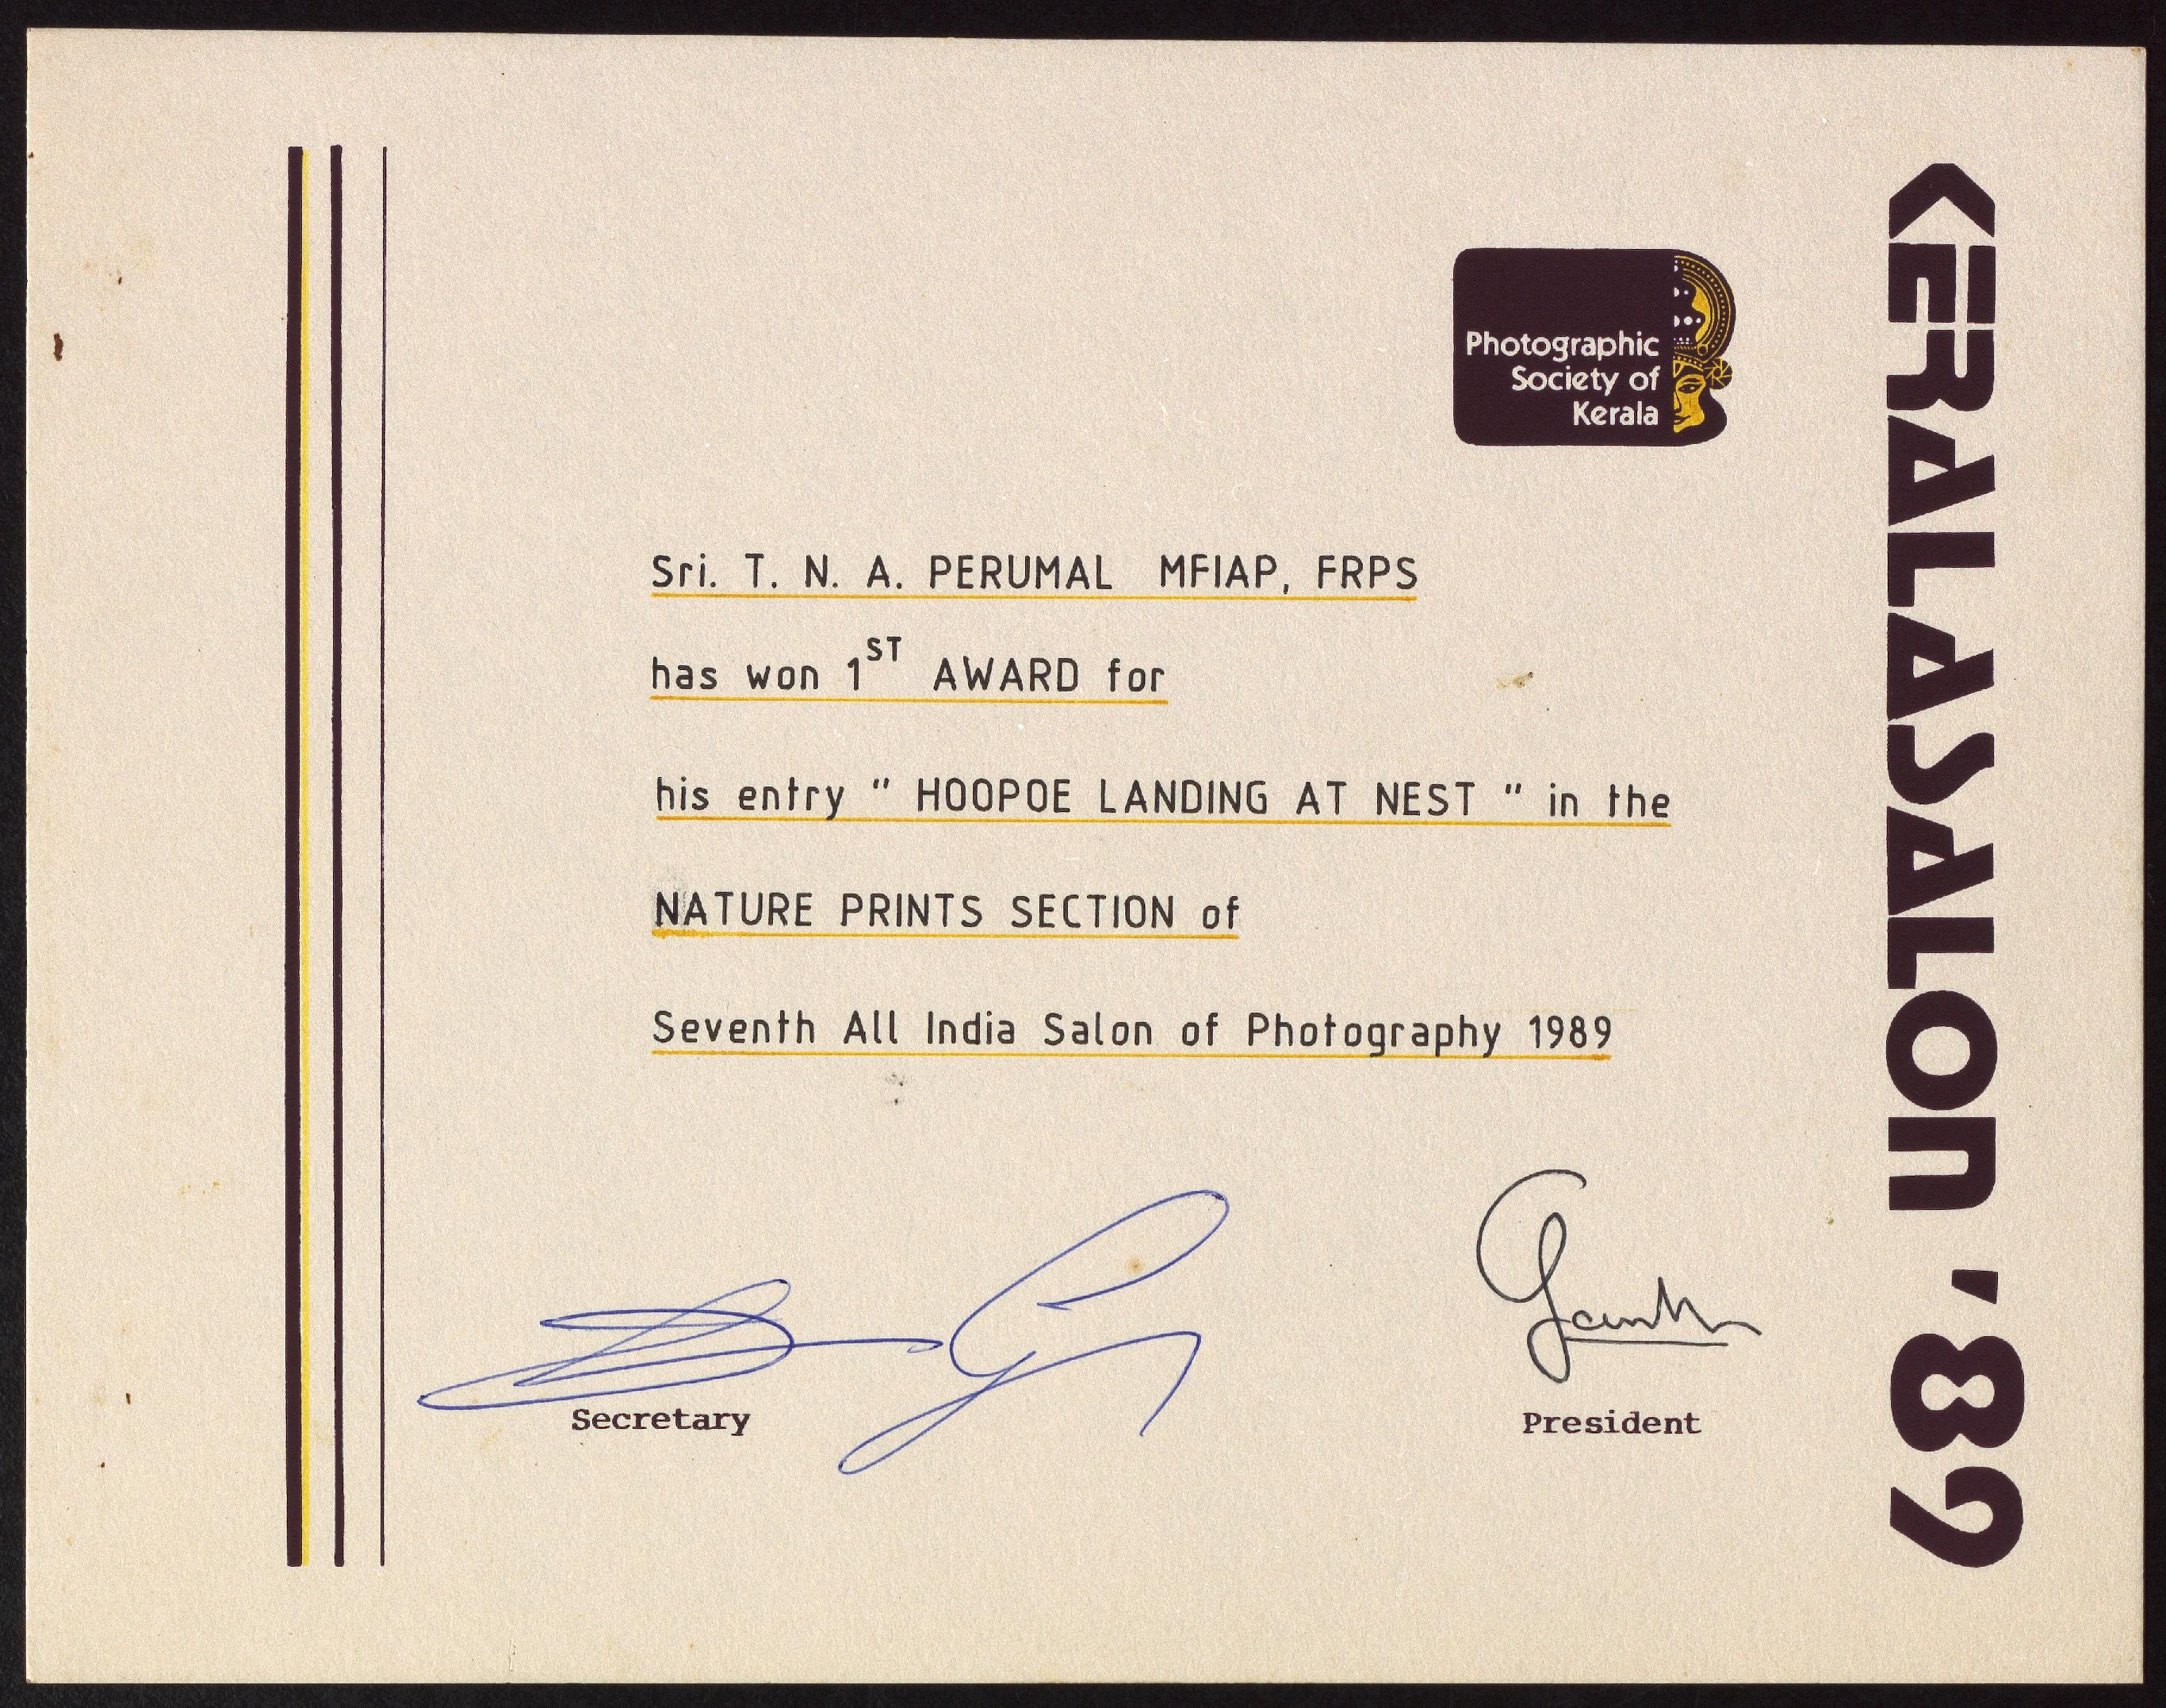 Photographic
Society of
Kerala
Sri. T. N. A. PERUMAL MFIAP, FRPS
has won 1ST AWARD for
his entry " HOOPOE LANDING AT NEST " in the
NATURE PRINTS SECTION of
Seventh All India Salon of Photography 1989
Secretary
President
KERALASALON '89